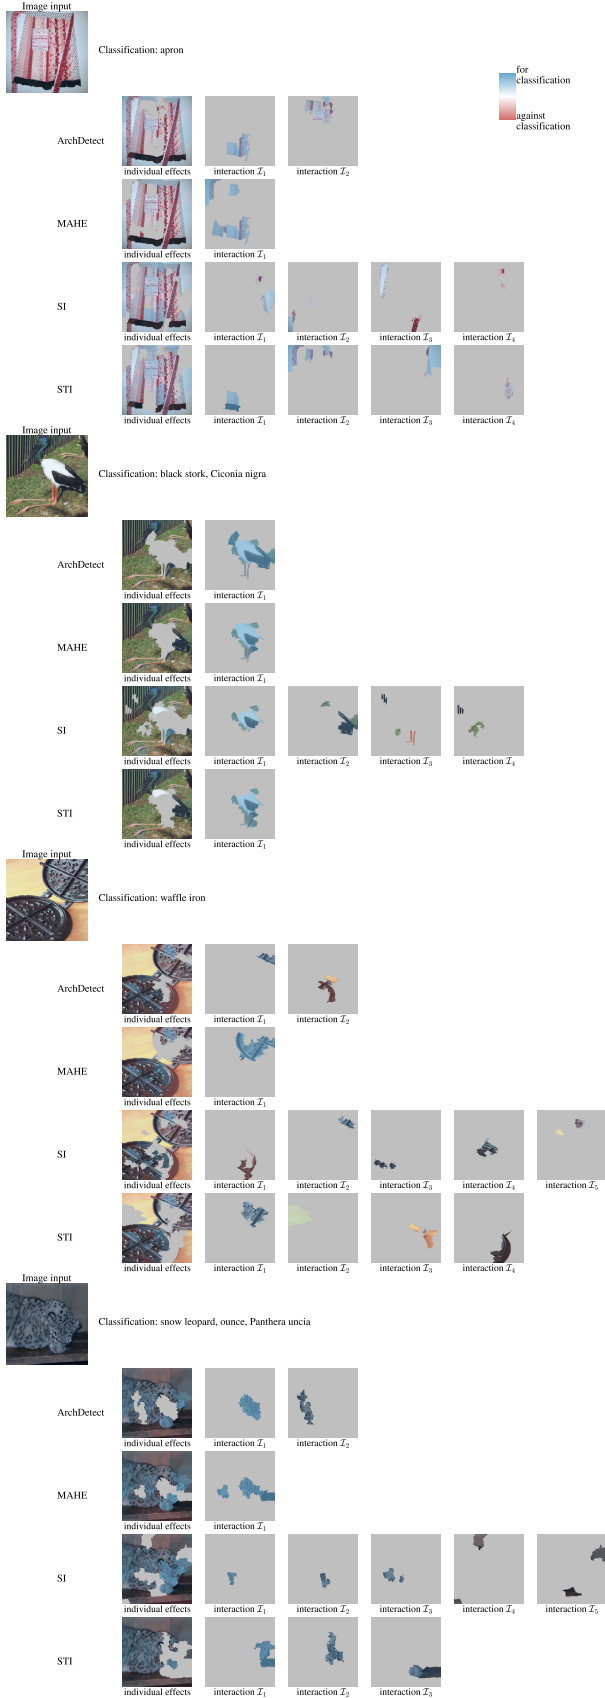 Image input
Classification: apron
for
classification
against
classification
ArchDetect
individual effects
interaction I₁
interaction I₂
MAHE
individual effects
interaction I₁
SI
individual effects
interaction I₁
interaction I₂
interaction I₃
interaction I₄
STI
individual effects
interaction I₁
interaction I₂
interaction I₃
interaction I₄
Image input
Classification: black stork, Ciconia nigra
ArchDetect
individual effects
interaction I₁
MAHE
individual effects
interaction I₁
SI
individual effects
interaction I₁
interaction I₂
interaction I₃
interaction I₄
STI
individual effects
interaction I₁
Image input
Classification: waffle iron
ArchDetect
individual effects
interaction I₁
interaction I₂
MAHE
individual effects
interaction I₁
SI
individual effects
interaction I₁
interaction I₂
interaction I₃
interaction I₄
interaction I₅
STI
individual effects
interaction I₁
interaction I₂
interaction I₃
interaction I₄
Image input
Classification: snow leopard, ounce, Panthera uncia
ArchDetect
individual effects
interaction I₁
interaction I₂
MAHE
individual effects
interaction I₁
SI
individual effects
interaction I₁
interaction I₂
interaction I₃
interaction I₄
interaction I₅
STI
individual effects
interaction I₁
interaction I₂
interaction I₃